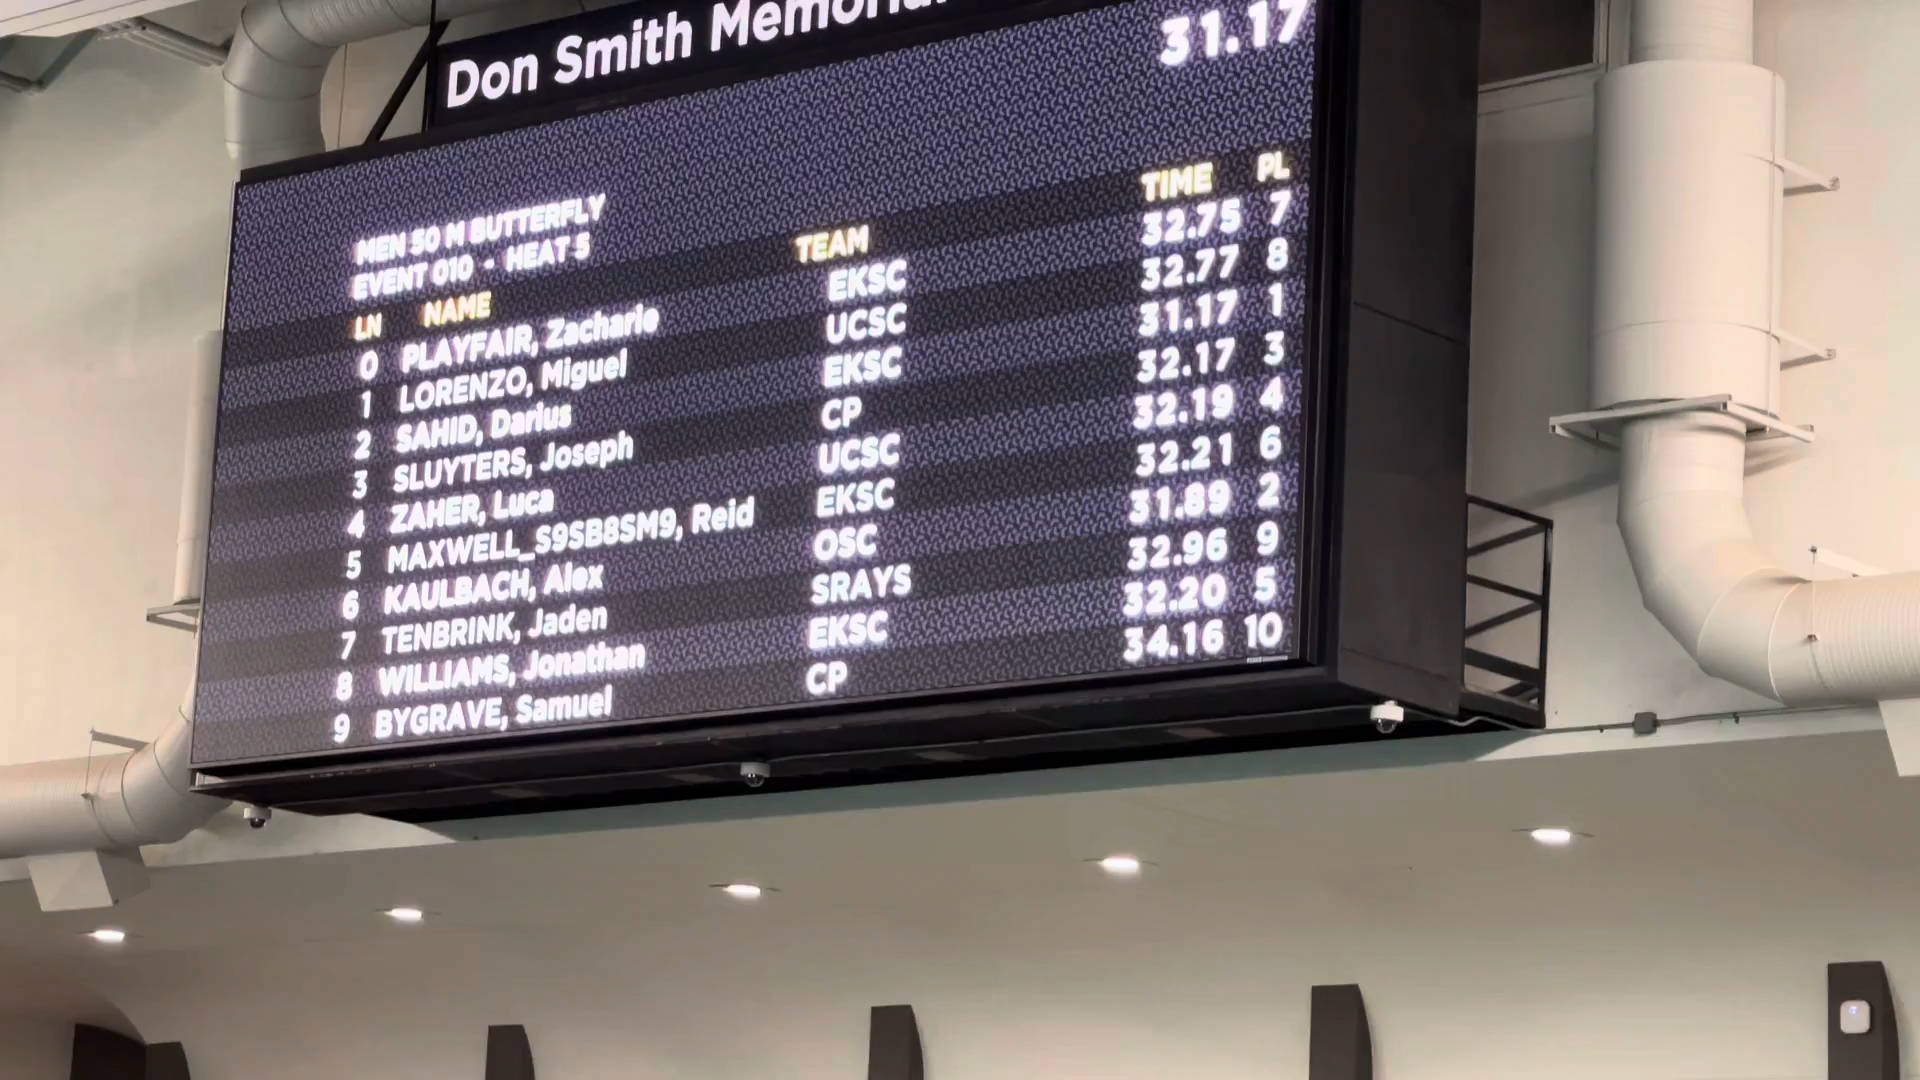 Don Smith
31.17
MEN 50 M BUTTERFLY
EVENT 010 - HEAT 5
LN NAME TEAM TIME PL
0 PLAYFAIR, Zacharie EKSC 32.75 7
1 LORENZO, Miguel UCSC 32.77 8
2 SAHID, Darius EKSC 31.17 1
3 SLUYTERS, Joseph CP 32.17 3
4 ZAHER, Luca UCSC 32.19 4
5 MAXWELL_S9SB8SM9, Reid EKSC 32.21 6
6 KAULBACH, Alex OSC 31.89 2
7 TENBRINK, Jaden SRAYS 32.96 9
8 WILLIAMS, Jonathan EKSC 32.20 5
9 BYGRAVE, Samuel CP 34.16 10